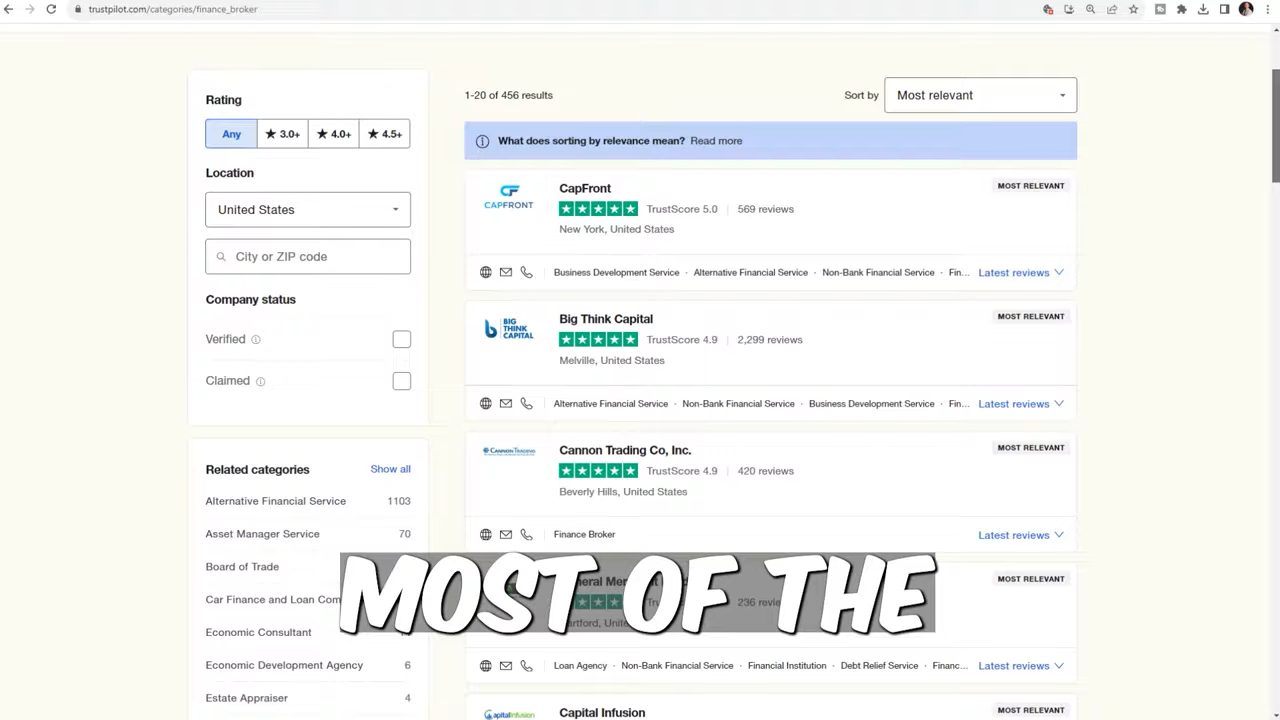 trustpilot.com/categories/finance_broker
Rating
Any
3.0+
4.0+
4.5+
Location
United States
City or ZIP code
Company status
Verified
Claimed
Related categories
Show all
Alternative Financial Service 1103
Asset Manager Service 70
Board of Trade
Car Finance and Loan Com
Economic Consultant
Economic Development Agency 6
Estate Appraiser 4
1-20 of 456 results
Sort by
Most relevant
What does sorting by relevance mean? Read more
CAPFRONT
CapFront
MOST RELEVANT
TrustScore 5.0 | 569 reviews
New York, United States
Business Development Service · Alternative Financial Service · Non-Bank Financial Service · Fin...
Latest reviews
BIG THINK CAPITAL
Big Think Capital
MOST RELEVANT
TrustScore 4.9 | 2,299 reviews
Melville, United States
Alternative Financial Service · Non-Bank Financial Service · Business Development Service · Fin...
Latest reviews
CANNON TRADING
Cannon Trading Co, Inc.
MOST RELEVANT
TrustScore 4.9 | 420 reviews
Beverly Hills, United States
Finance Broker
Latest reviews
MOST RELEVANT
236
Loan Agency · Non-Bank Financial Service · Financial Institution · Debt Relief Service · Financ...
Latest reviews
Capital Infusion
MOST RELEVANT
MOST OF THE